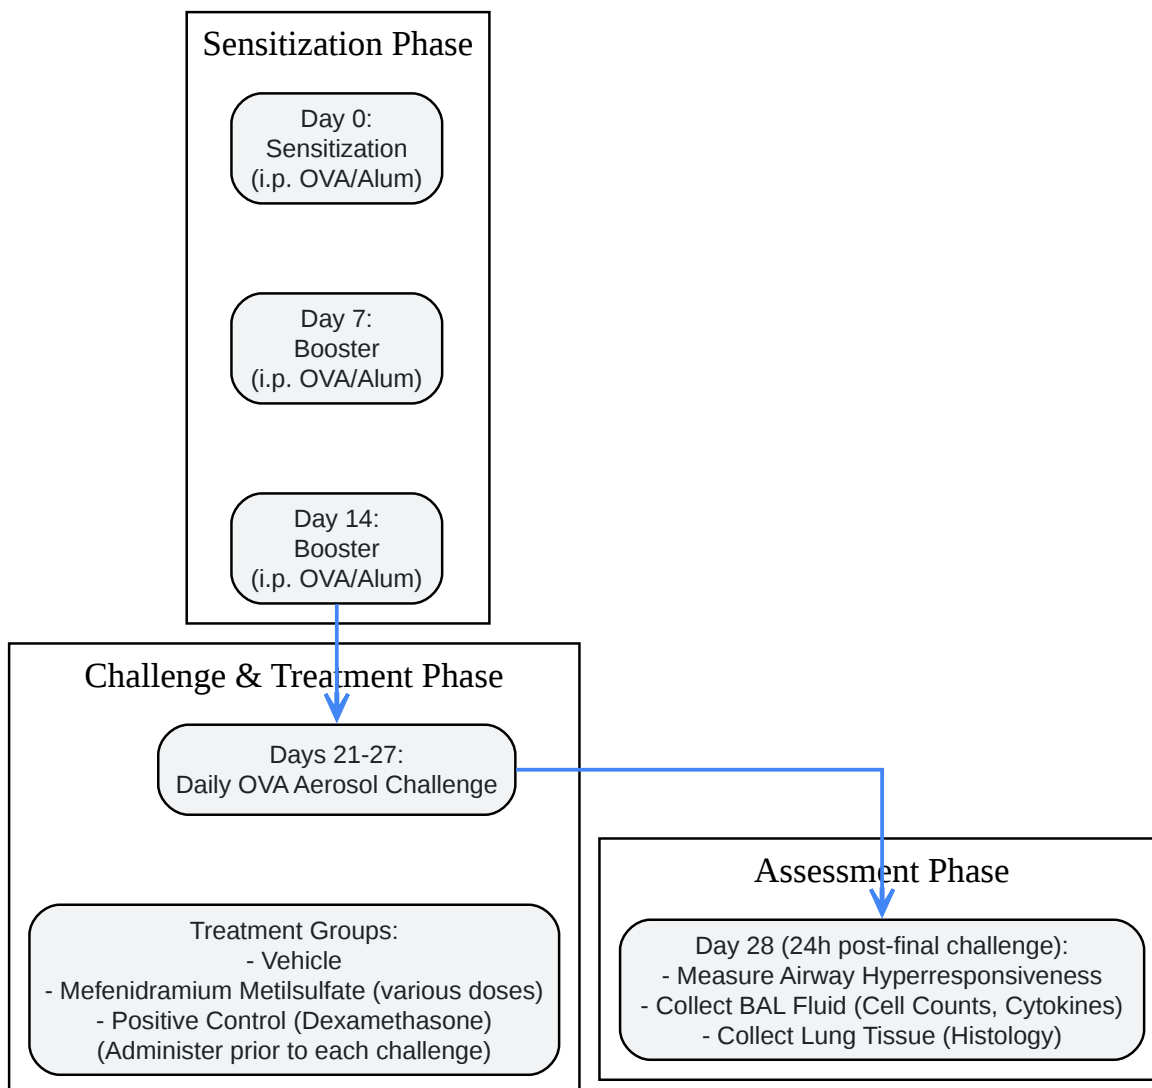 Sensitization Phase
Day 0:
Sensitization
(i.p. OVA/Alum)
Day 7:
Booster
(i.p. OVA/Alum)
Day 14:
Booster
(i.p. OVA/Alum)
Challenge & Treatment Phase
Days 21-27:
Daily OVA Aerosol Challenge
Treatment Groups:
- Vehicle
- Mefenidramium Metilsulfate (various doses)
- Positive Control (Dexamethasone)
(Administer prior to each challenge)
Assessment Phase
Day 28 (24h post-final challenge):
- Measure Airway Hyperresponsiveness
- Collect BAL Fluid (Cell Counts, Cytokines)
- Collect Lung Tissue (Histology)